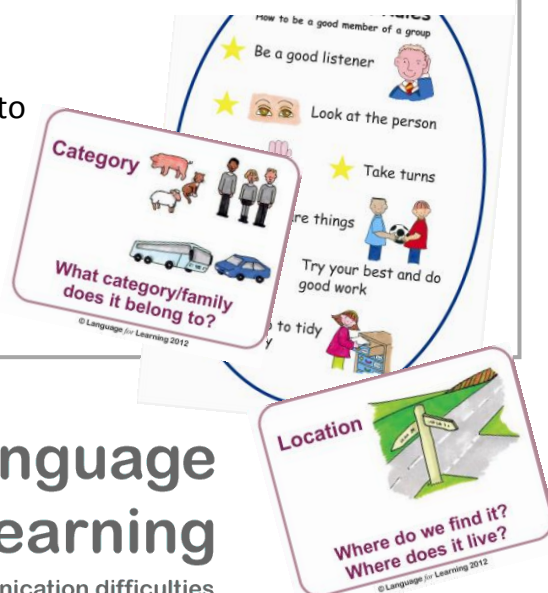 to
How to be a good member of a group
Be a good listener
Look at the person
Take turns
things
Try your best and do
good work
to tidy
Category
What category/family
does it belong to?
© Language for Learning 2012
Location
Where do we find it?
Where does it live?
© Language for Learning 2012
nguage
earning
nication difficulties